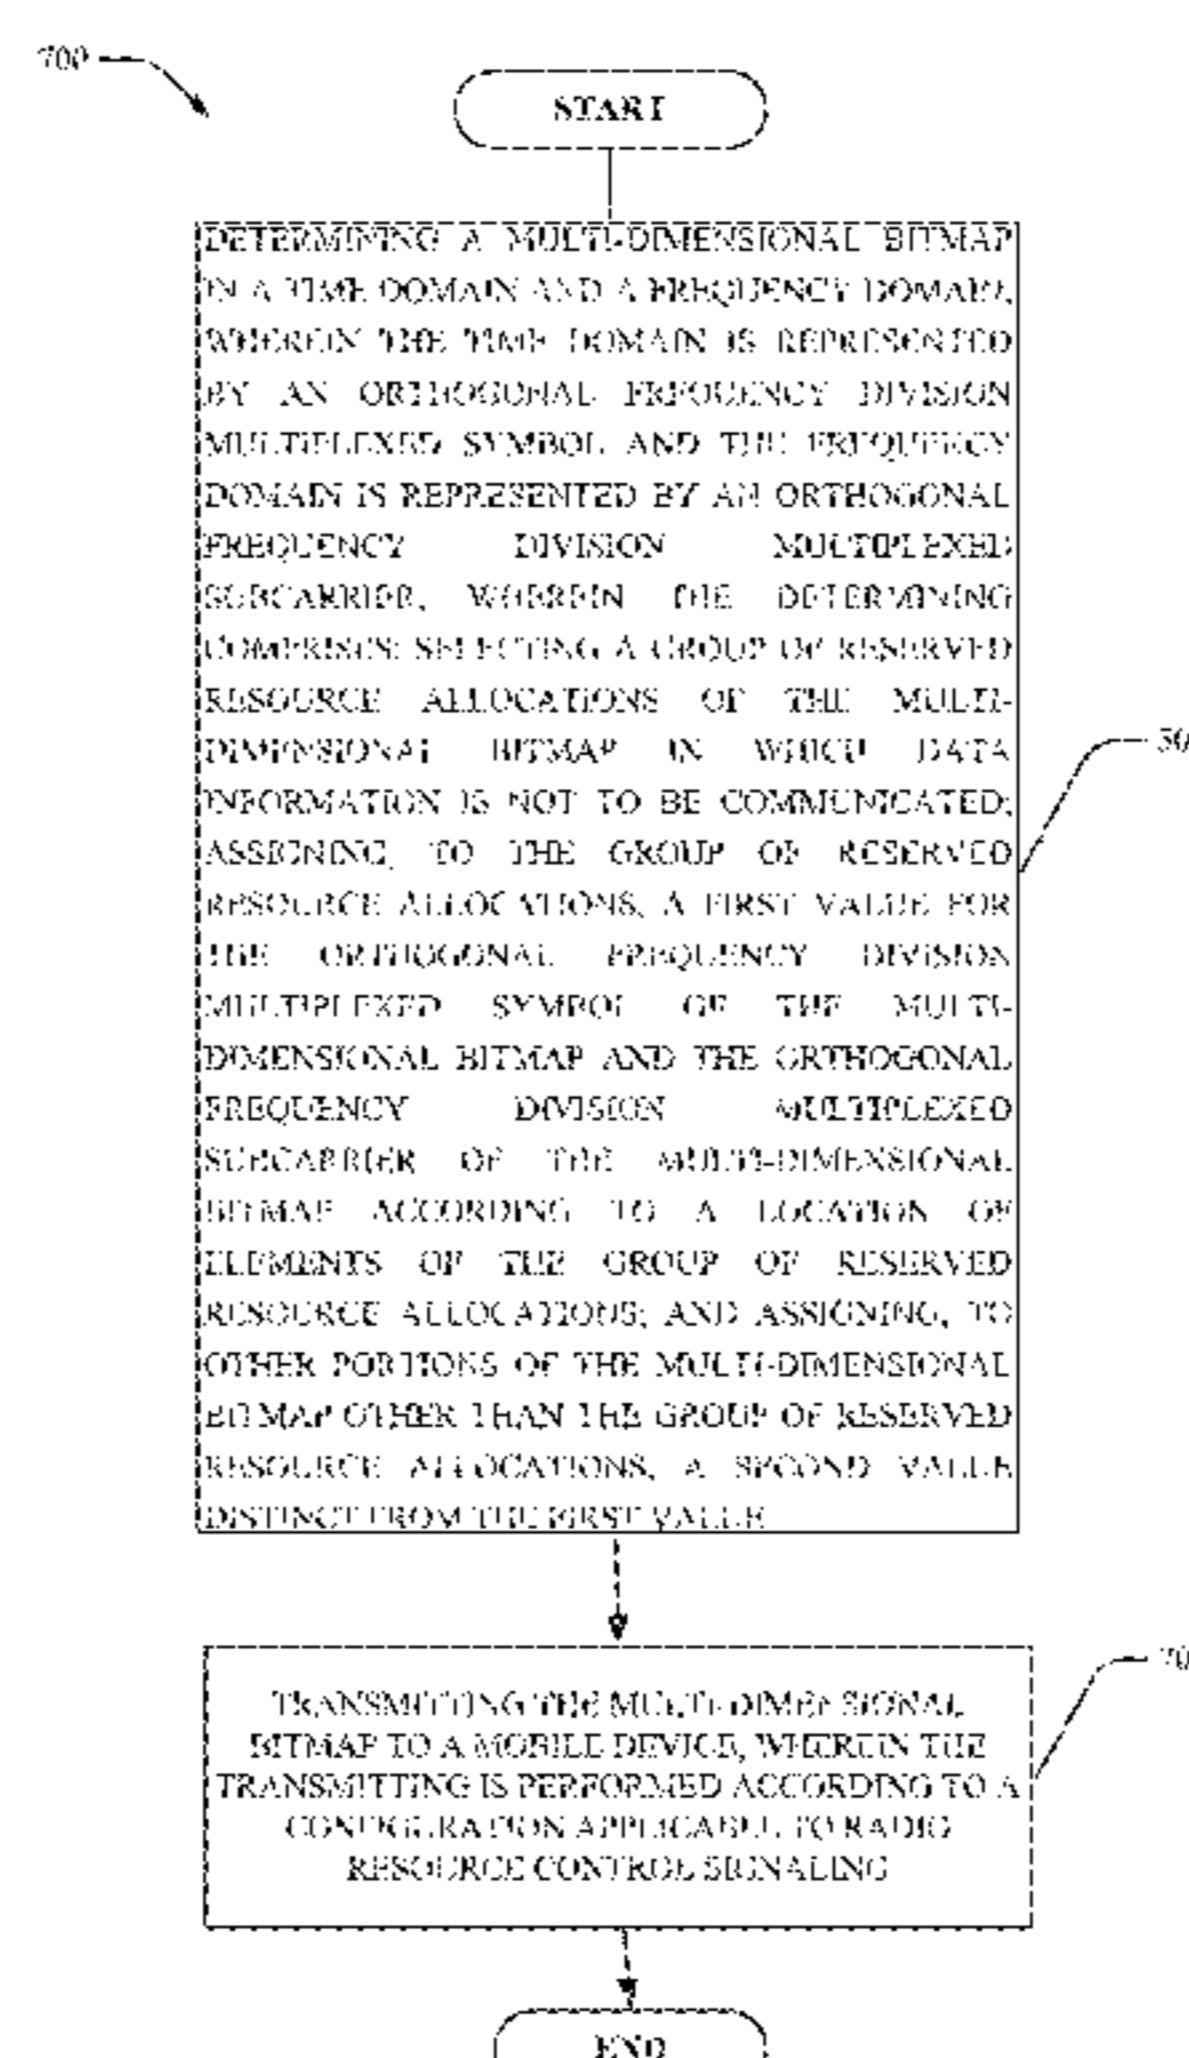 700
START
DETERMINING A MULTI-DIMENSIONAL BITMAP
IN A TIME DOMAIN AND A FREQUENCY DOMAIN,
WHEREIN THE TIME DOMAIN IS REPRESENTED
BY AN ORTHOGONAL FREQUENCY DIVISION
MULTIPLEXED SYMBOL AND THE FREQUENCY
DOMAIN IS REPRESENTED BY AN ORTHOGONAL
FREQUENCY DIVISION MULTIPLEXED
SUBCARRIER, WHEREIN THE DETERMINING
COMPRISES: SELECTING A GROUP OF RESERVED
RESOURCE ALLOCATIONS OF THE MULTI-
DIMENSIONAL BITMAP IN WHICH DATA
INFORMATION IS NOT TO BE COMMUNICATED;
ASSIGNING, TO THE GROUP OF RESERVED
RESOURCE ALLOCATIONS, A FIRST VALUE FOR
THE ORTHOGONAL FREQUENCY DIVISION
MULTIPLEXED SYMBOL OF THE MULTI-
DIMENSIONAL BITMAP AND THE ORTHOGONAL
FREQUENCY DIVISION MULTIPLEXED
SUBCARRIER OF THE MULTI-DIMENSIONAL
BITMAP ACCORDING TO A LOCATION OF
ELEMENTS OF THE GROUP OF RESERVED
RESOURCE ALLOCATIONS; AND ASSIGNING, TO
OTHER PORTIONS OF THE MULTI-DIMENSIONAL
BITMAP OTHER THAN THE GROUP OF RESERVED
RESOURCE ALLOCATIONS, A SECOND VALUE
DISTINCT FROM THE FIRST VALUE
TRANSMITTING THE MULTI-DIMENSIONAL
BITMAP TO A MOBILE DEVICE, WHEREIN THE
TRANSMITTING IS PERFORMED ACCORDING TO A
CONFIGURATION APPLICABLE TO RADIO
RESOURCE CONTROL SIGNALING
END